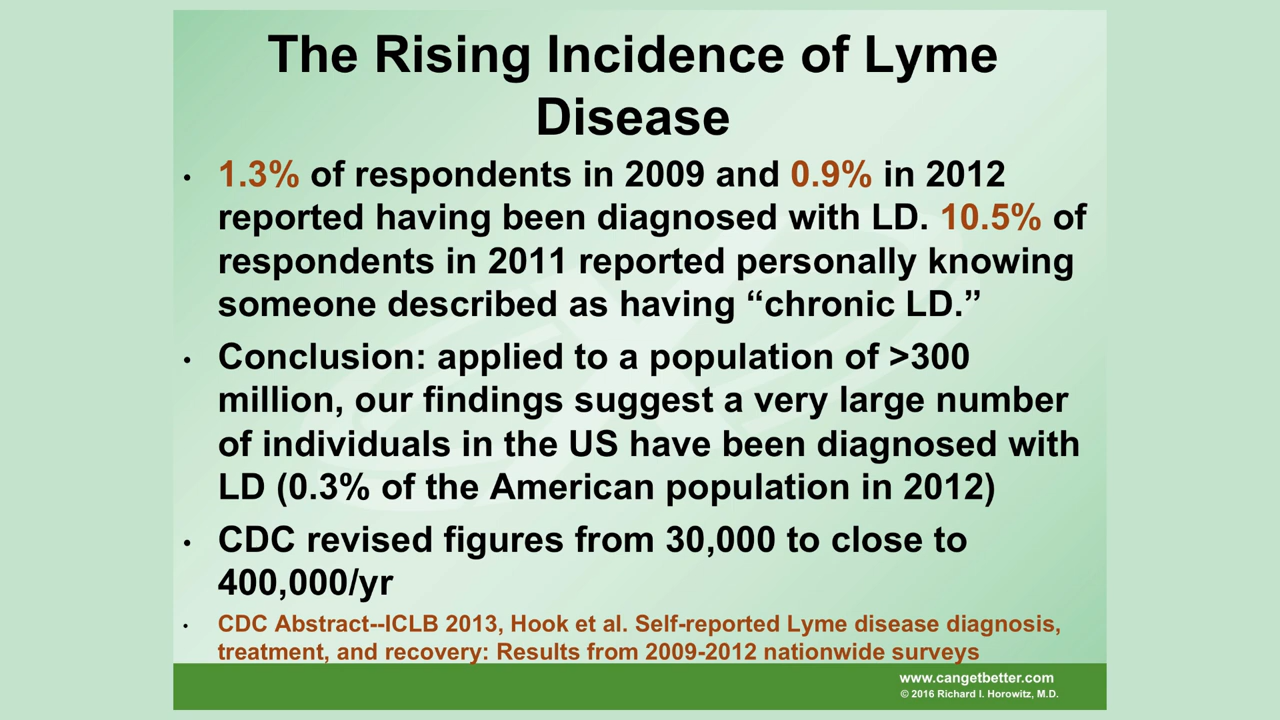 The Rising Incidence of Lyme
Disease
• 1.3% of respondents in 2009 and 0.9% in 2012
reported having been diagnosed with LD. 10.5% of
respondents in 2011 reported personally knowing
someone described as having “chronic LD.”
• Conclusion: applied to a population of >300
million, our findings suggest a very large number
of individuals in the US have been diagnosed with
LD (0.3% of the American population in 2012)
• CDC revised figures from 30,000 to close to
400,000/yr
• CDC Abstract--ICLB 2013, Hook et al. Self-reported Lyme disease diagnosis,
treatment, and recovery: Results from 2009-2012 nationwide surveys
www.cangetbetter.com
© 2016 Richard I. Horowitz, M.D.